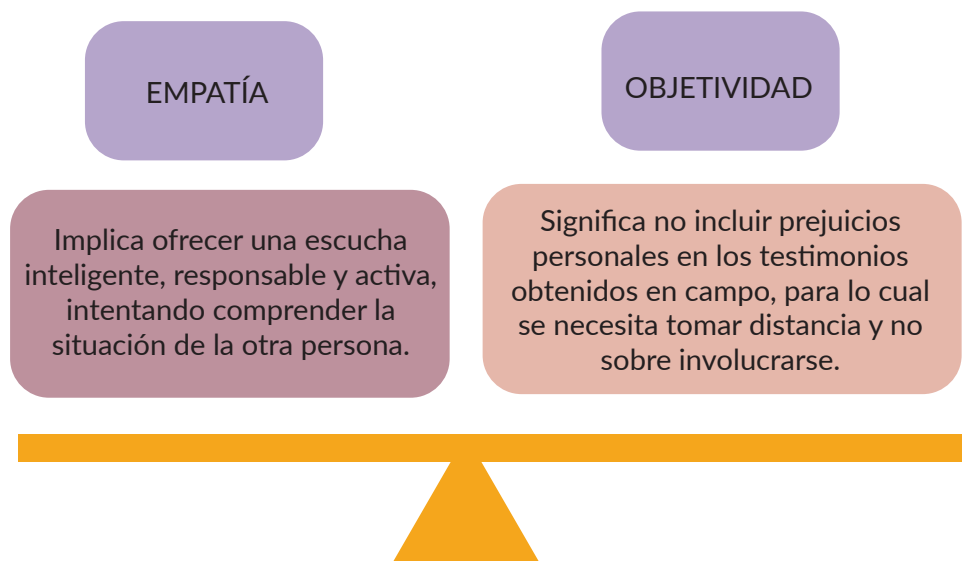 EMPATÍA
Implica ofrecer una escucha
inteligente, responsable y activa,
intentando comprender la
situación de la otra persona.
OBJETIVIDAD
Significa no incluir prejuicios
personales en los testimonios
obtenidos en campo, para lo cual
se necesita tomar distancia y no
sobre involucrarse.